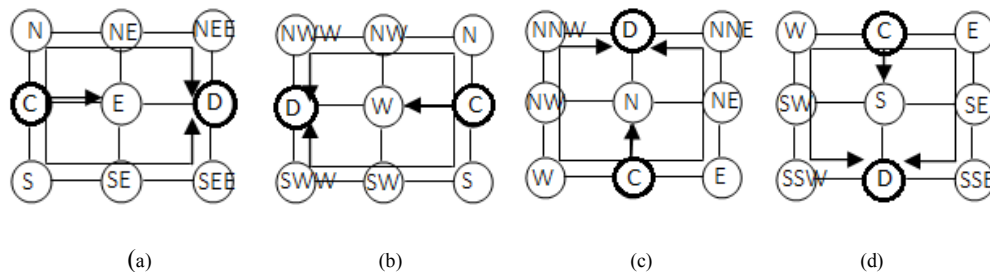 N NE NEE NWW NW N NNW D NNE W C E
C E D D W C NW N NE SW S SE
S SE SEE SWW SW S W C E SSW D SSE
(a) (b) (c) (d)